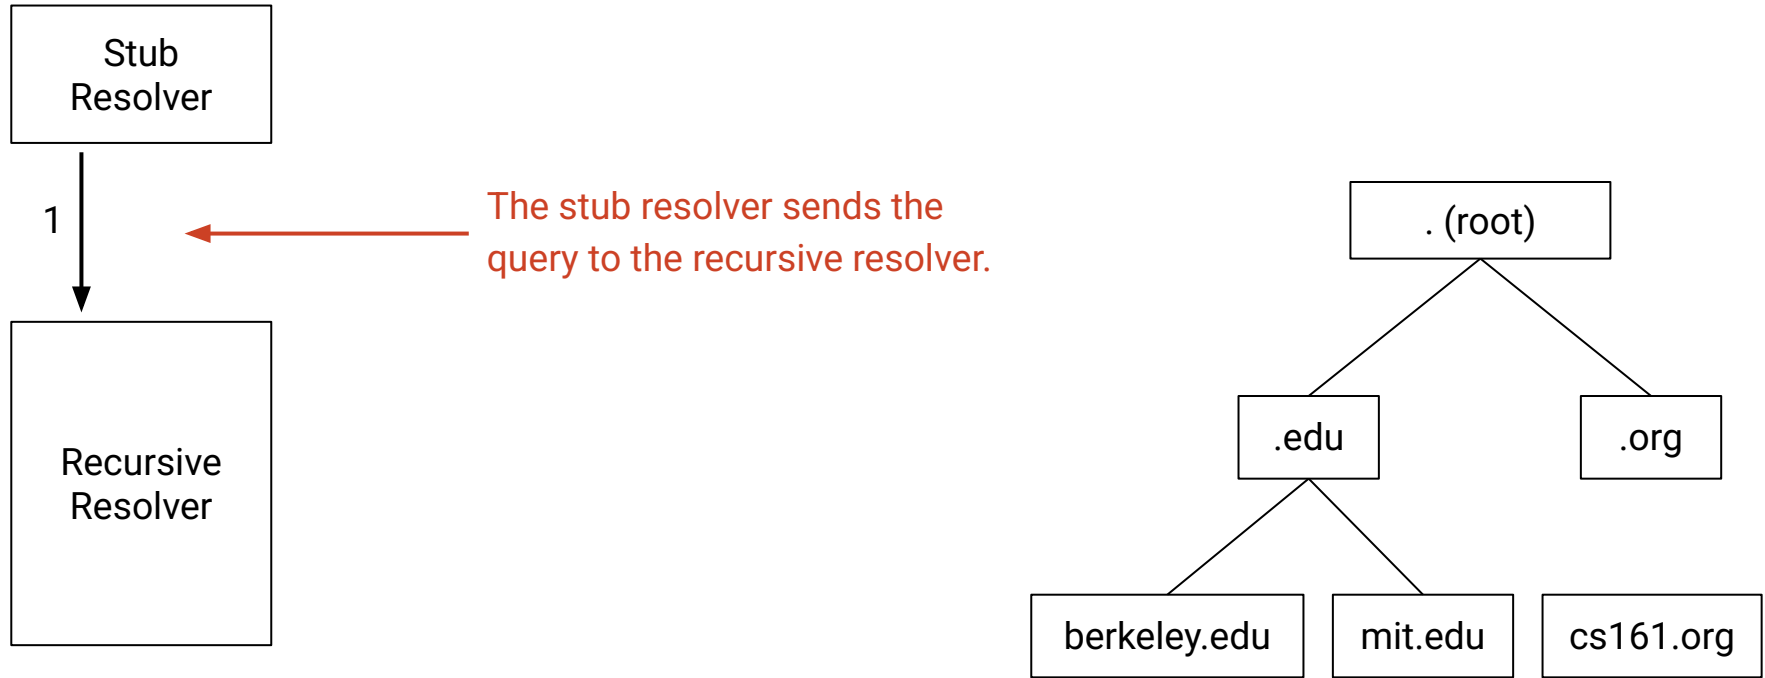 Stub
Resolver
1
The stub resolver sends the
query to the recursive resolver.
Recursive
Resolver
. (root)
.edu
.org
berkeley.edu
mit.edu
cs161.org